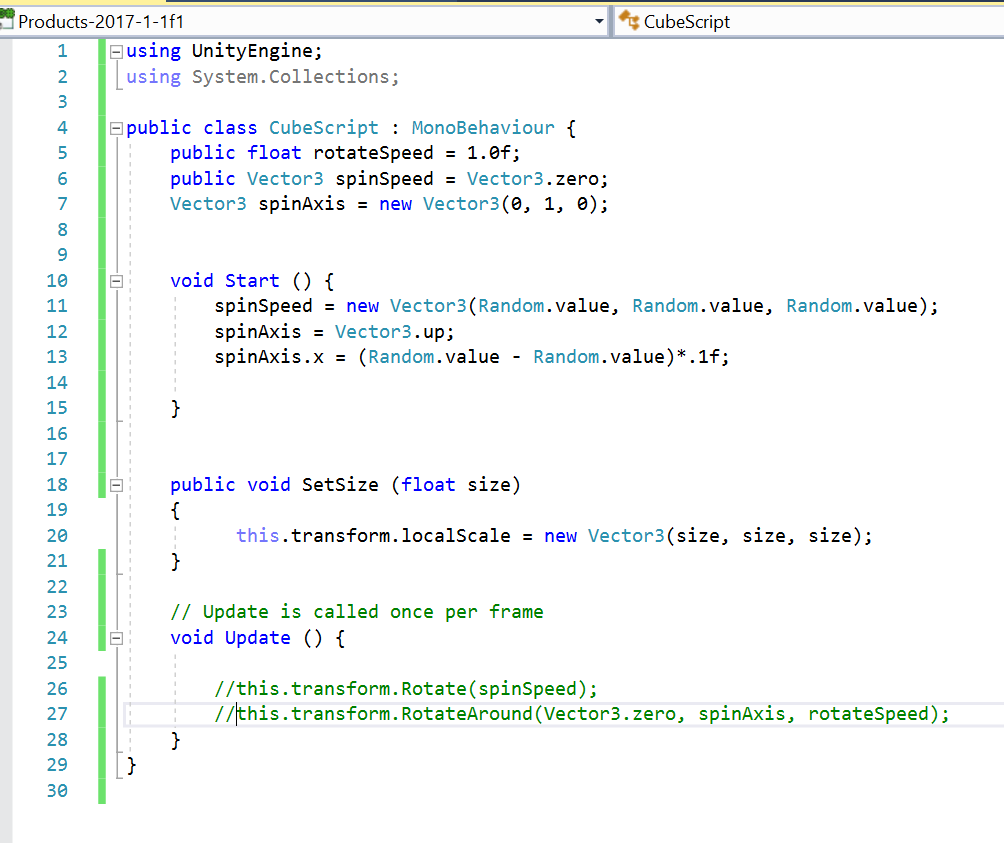 Products-2017-1-1f1
CubeScript
1 using UnityEngine;
2 using System.Collections;
3
4 public class CubeScript : MonoBehaviour {
5 public float rotateSpeed = 1.0f;
6 public Vector3 spinSpeed = Vector3.zero;
7 Vector3 spinAxis = new Vector3(0, 1, 0);
8
9
10 void Start () {
11 spinSpeed = new Vector3(Random.value, Random.value, Random.value);
12 spinAxis = Vector3.up;
13 spinAxis.x = (Random.value - Random.value)*.1f;
14
15 }
16
17
18 public void SetSize (float size)
19 {
20 this.transform.localScale = new Vector3(size, size, size);
21 }
22
23 // Update is called once per frame
24 void Update () {
25
26 //this.transform.Rotate(spinSpeed);
27 //this.transform.RotateAround(Vector3.zero, spinAxis, rotateSpeed);
28 }
29 }
30